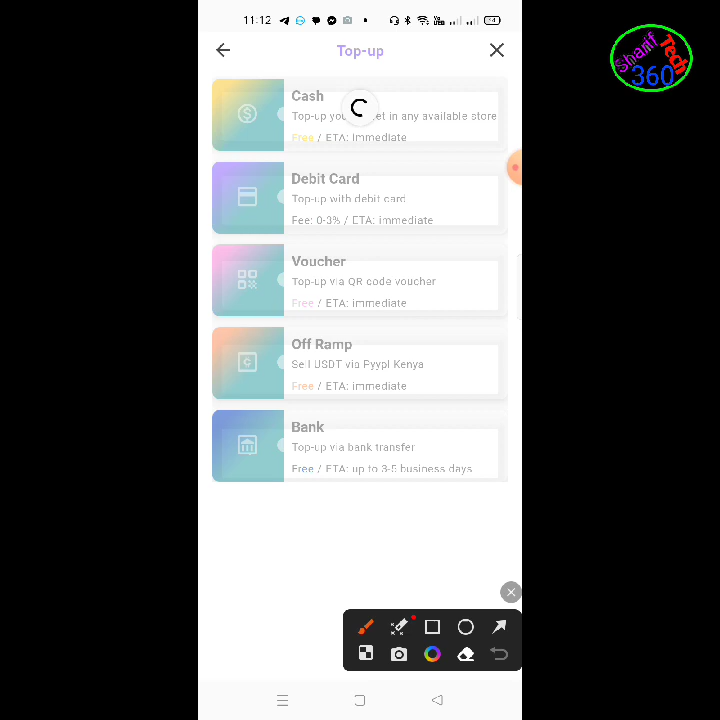 11:12
Top-up
Sharif Tech 360
Cash
Top-up et in any available store
Free / ETA: immediate
Debit Card
Top-up with debit card
Fee: 0-3% / ETA: immediate
Voucher
Top-up via QR code voucher
Free / ETA: immediate
Off Ramp
Sell USDT via Pyypl Kenya
Free / ETA: immediate
Bank
Top-up via bank transfer
Free / ETA: up to 3-5 business days